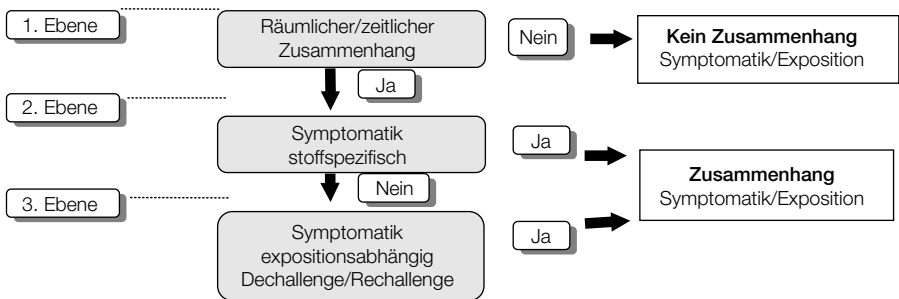 1. Ebene
Räumlicher/zeitlicher
Zusammenhang
Nein
Kein Zusammenhang
Symptomatik/Exposition
Ja
2. Ebene
Symptomatik
stoffspezifisch
Ja
Zusammenhang
Symptomatik/Exposition
Nein
3. Ebene
Symptomatik
expositionsabhängig
Dechallenge/Rechallenge
Ja